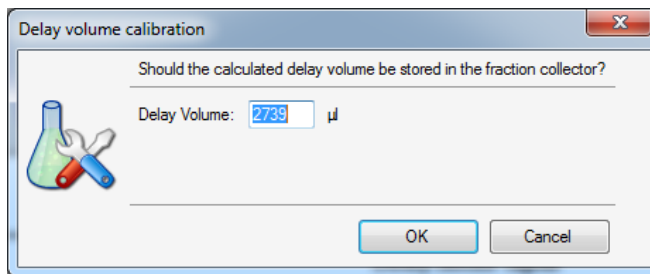 Delay volume calibration
Should the calculated delay volume be stored in the fraction collector?
Delay Volume: 2739 µl
OK Cancel